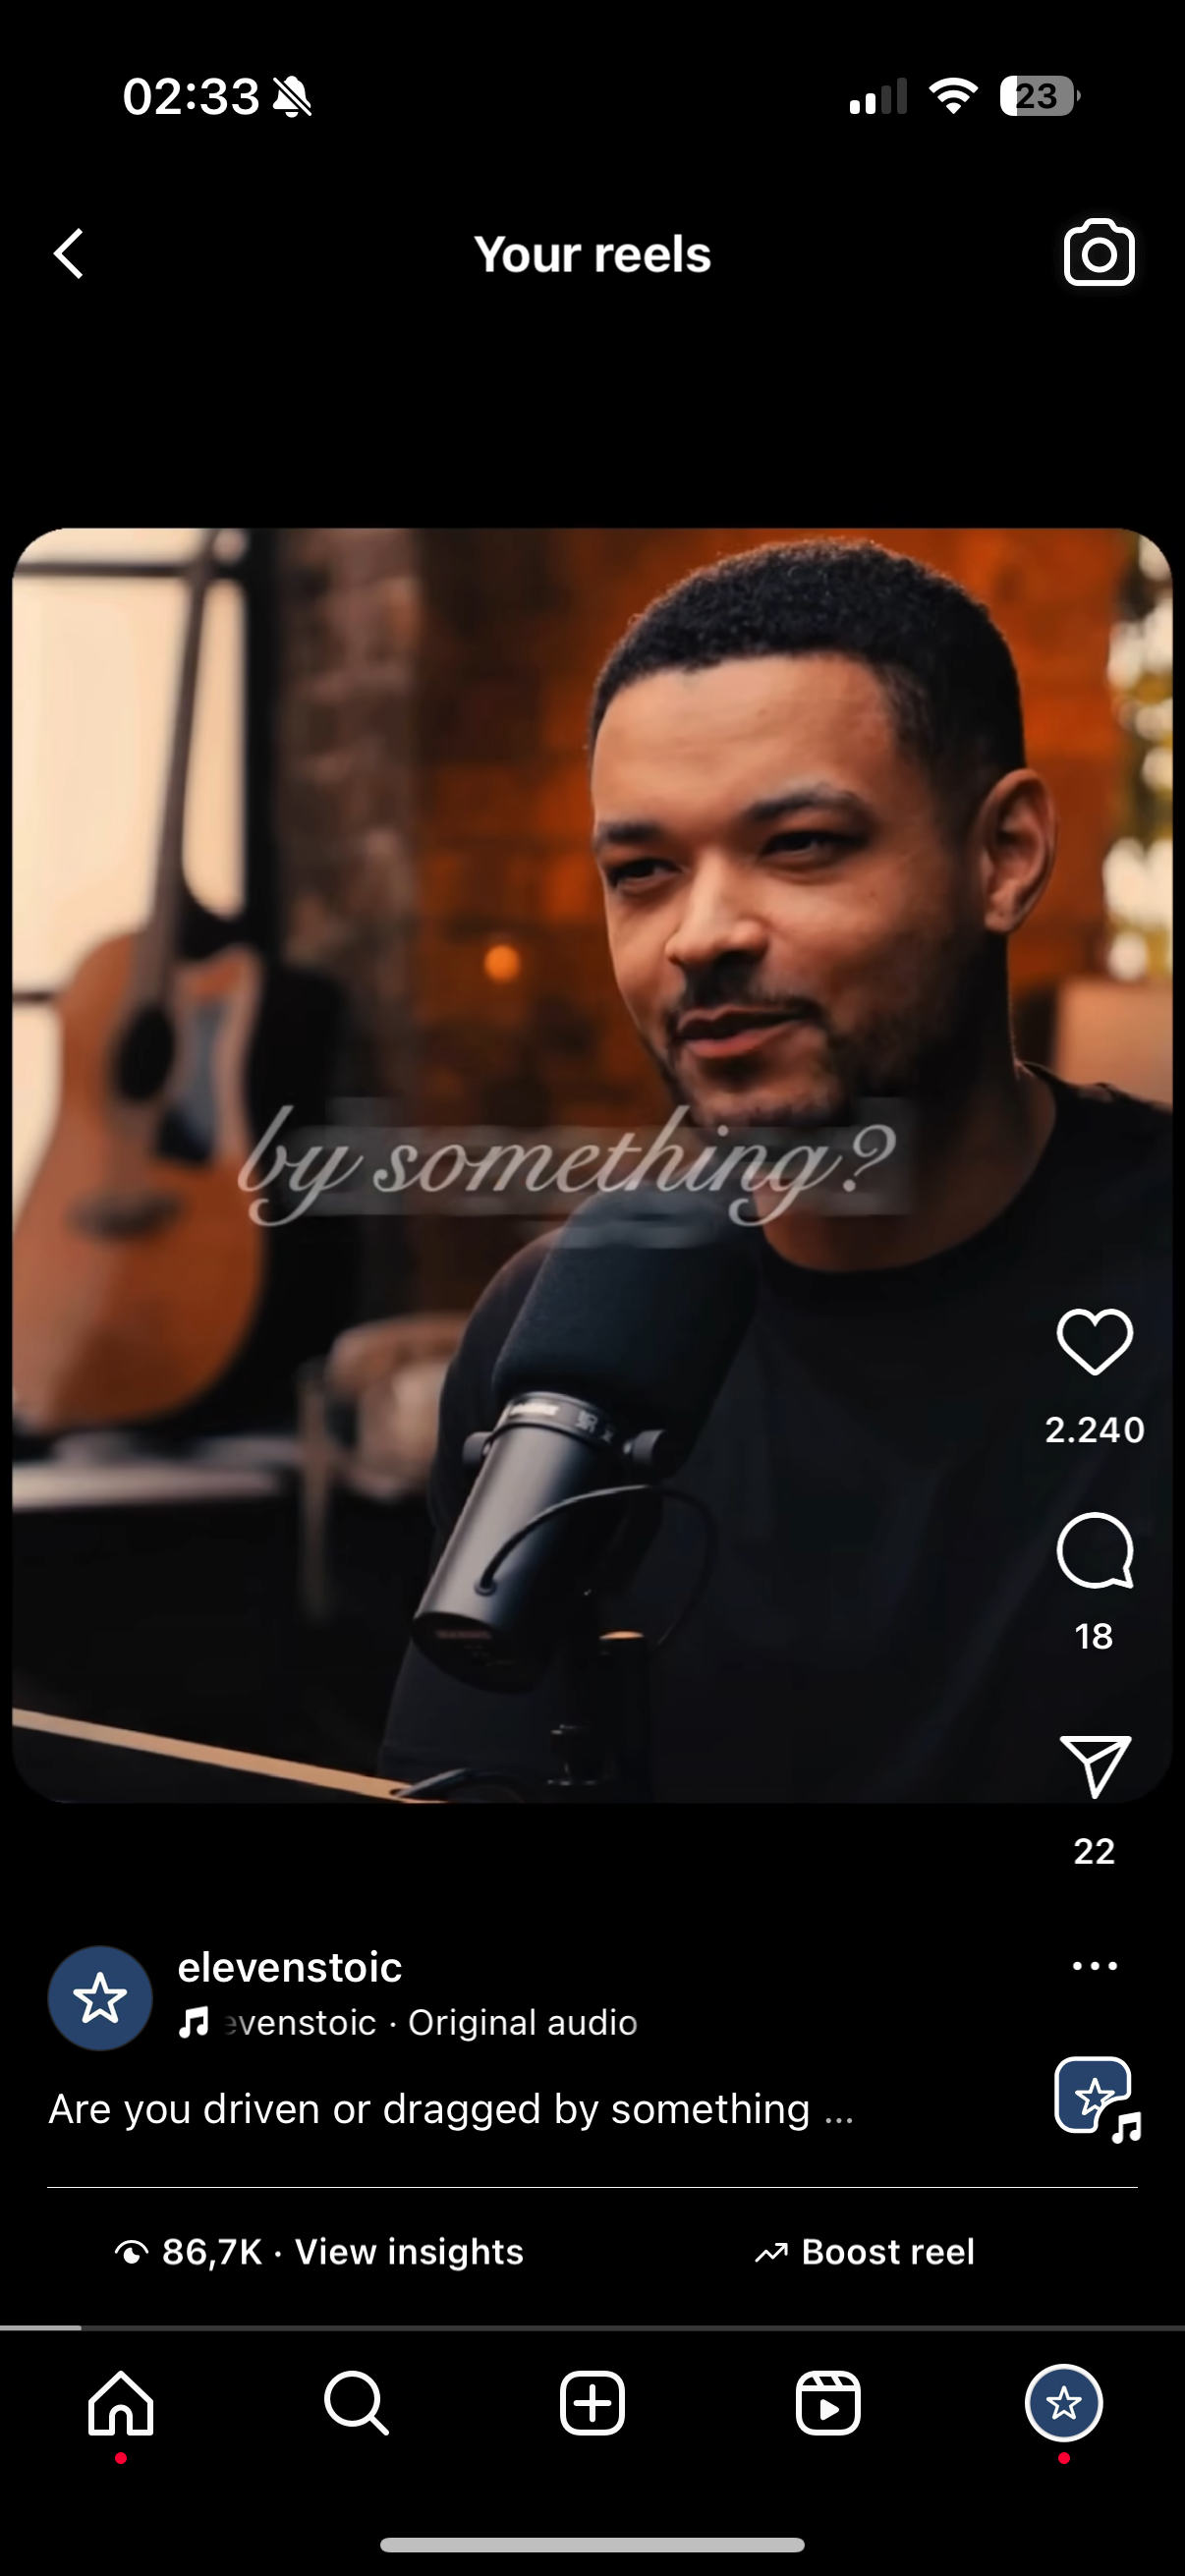 02:33
23
Your reels
by something?
2.240
18
22
elevenstoic
evenstoic · Original audio
Are you driven or dragged by something ...
86,7K · View insights
Boost reel